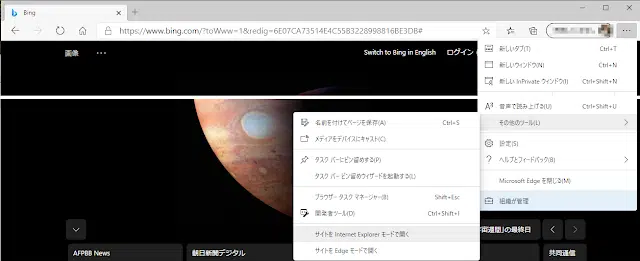 Bing
https://www.bing.com/?toWww=1&redig=6E07CA73514E4C5583228998816BE3DB#
画像
Switch to Bing in English
ログイン
新しいタブ(T) Ctrl+T
新しいウィンドウ(N) Ctrl+N
新しい InPrivate ウィンドウ(I) Ctrl+Shift+N
音声で読み上げる(U) Ctrl+Shift+U
その他のツール(L)
設定(S)
ヘルプとフィードバック(B)
Microsoft Edge を閉じる(M)
組織が管理
名前を付けてページを保存(A) Ctrl+S
メディアをデバイスにキャスト(C)
タスク バーにピン留めする(P)
タスク バー ピン留めウィザードを起動する(L)
ブラウザー タスク マネージャー(B) Shift+Esc
開発者ツール(D) Ctrl+Shift+I
サイトを Internet Explorer モードで開く
サイトを Edge モードで開く
宙週間」の最終日
AFPBB News
朝日新聞デジタル
共同通信